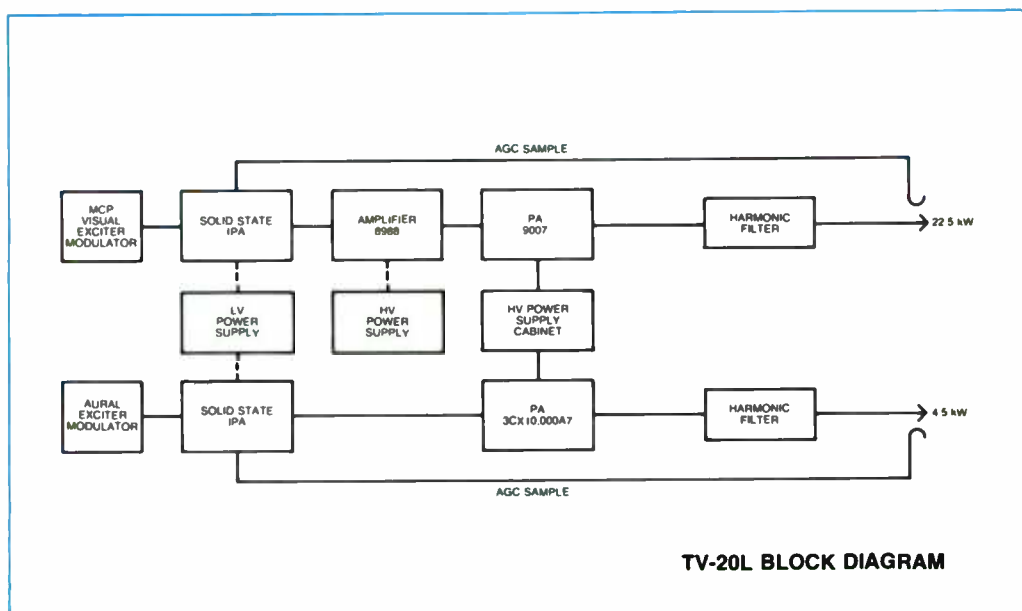 AGC SAMPLE
MCP
VISUAL
EXCITER
MODULATOR
SOLID STATE
IPA
AMPLIFIER
8988
PA
9007
HARMONIC
FILTER
22.5 kW
LV
POWER
SUPPLY
HV
POWER
SUPPLY
HV POWER
SUPPLY
CABINET
AURAL
EXCITER
MODULATOR
SOLID STATE
IPA
PA
3CX10,000A7
HARMONIC
FILTER
4.5 kW
AGC SAMPLE
TV-20L BLOCK DIAGRAM